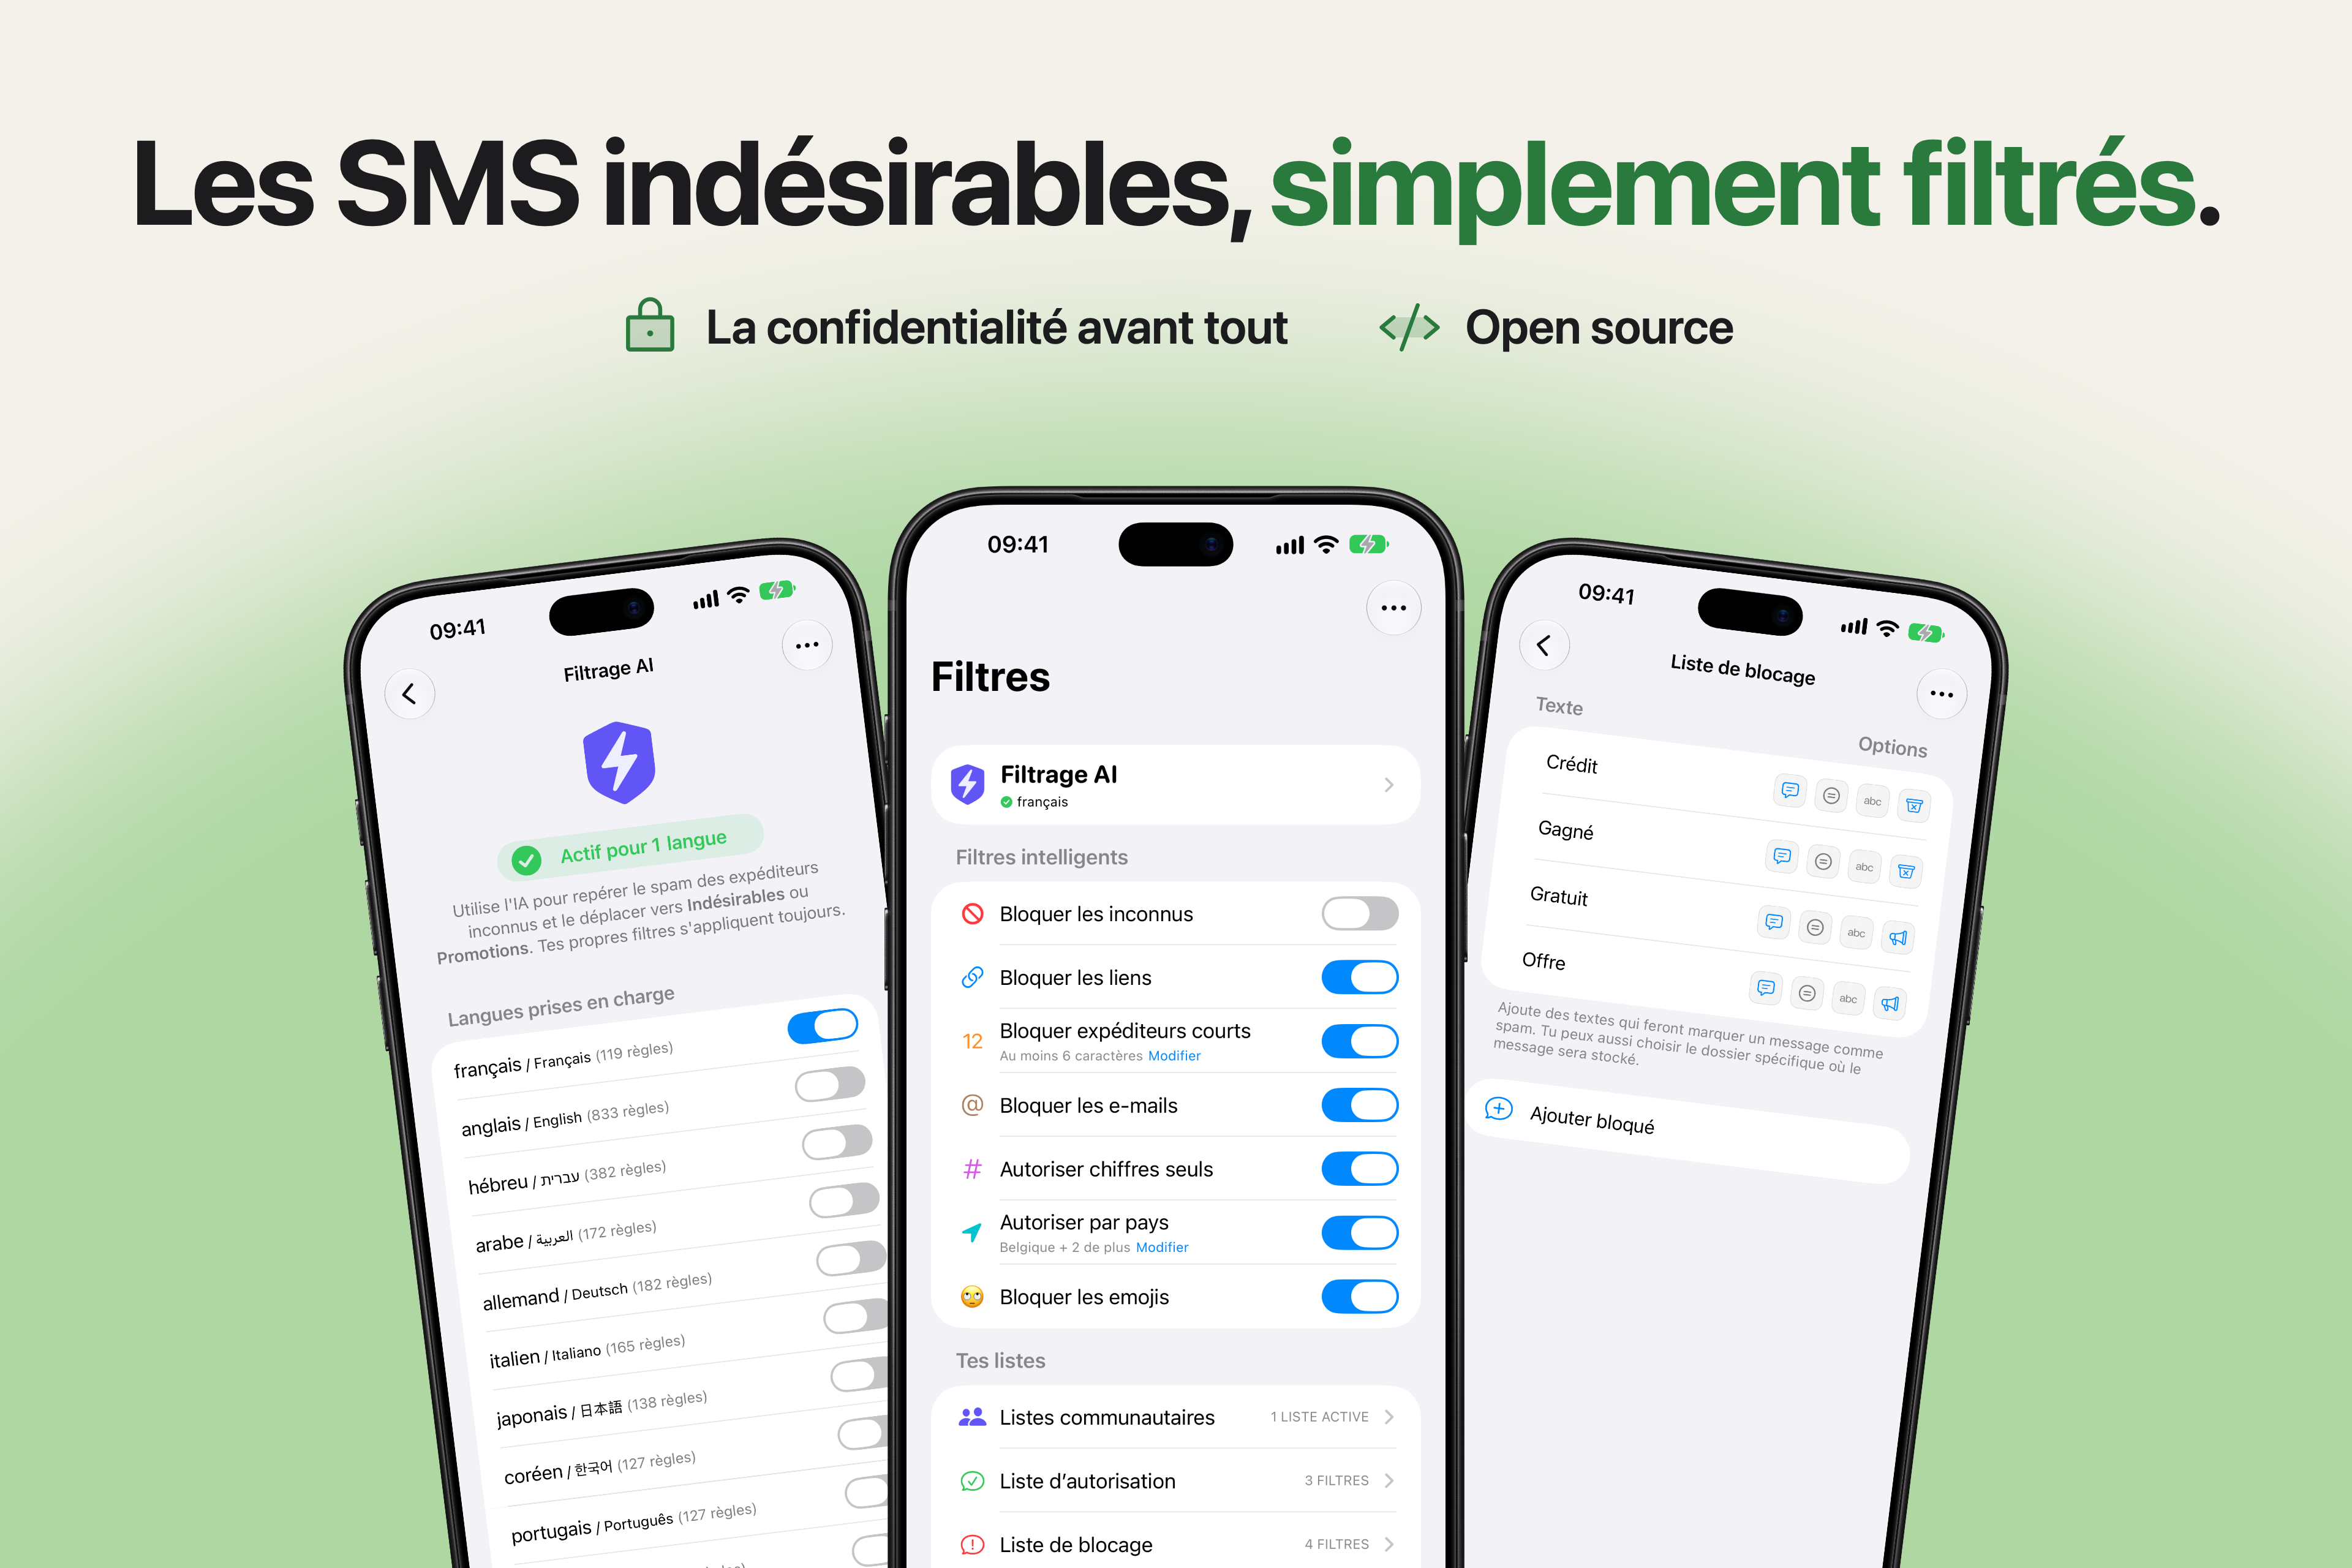 Les SMS indésirables, simplement filtrés.
La confidentialité avant tout
Open source
09:41
Filtrage AI
Actif pour 1 langue
Utilise l'IA pour repérer le spam des expéditeurs
inconnus et le déplacer vers Indésirables ou
Promotions. Tes propres filtres s'appliquent toujours.
Langues prises en charge
français / Français (119 règles)
anglais / English (833 règles)
hébreu / עברית (382 règles)
arabe / العربية (172 règles)
allemand / Deutsch (182 règles)
italien / Italiano (165 règles)
japonais / 日本語 (138 règles)
coréen / 한국어 (127 règles)
portugais / Português (127 règles)
09:41
Filtres
Filtrage AI
français
Filtres intelligents
Bloquer les inconnus
Bloquer les liens
12 Bloquer expéditeurs courts
Au moins 6 caractères Modifier
@ Bloquer les e-mails
# Autoriser chiffres seuls
Autoriser par pays
Belgique + 2 de plus Modifier
Bloquer les emojis
Tes listes
Listes communautaires 1 LISTE ACTIVE
Liste d’autorisation 3 FILTRES
Liste de blocage 4 FILTRES
09:41
Liste de blocage
Texte
Options
Crédit abc
Gagné abc
Gratuit abc
Offre abc
Ajoute des textes qui feront marquer un message comme
spam. Tu peux aussi choisir le dossier spécifique où le
message sera stocké.
Ajouter bloqué